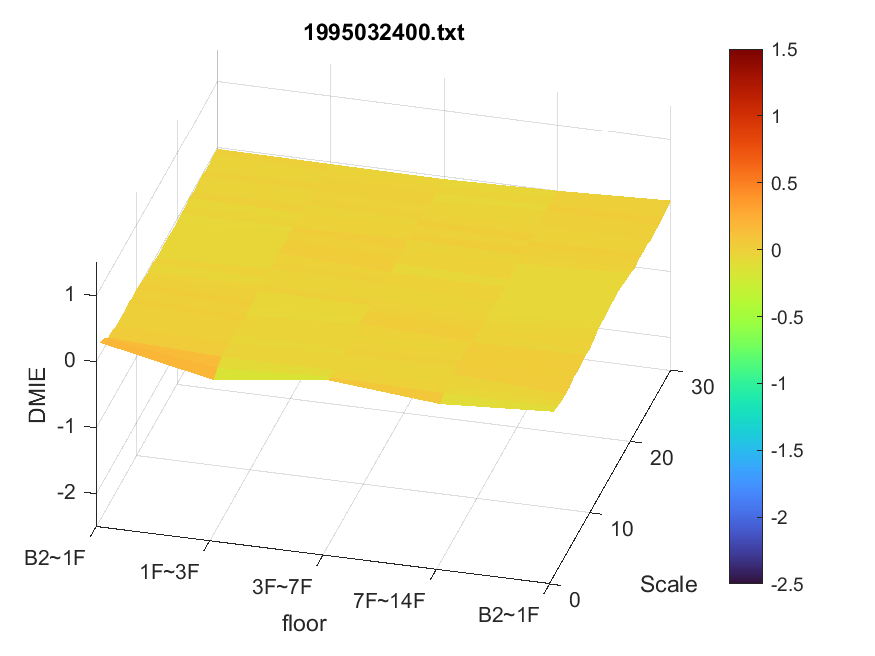 1995032400.txt
1
0
-1
-2
DMIE
B2~1F
1F~3F
3F~7F
7F~14F
B2~1F
floor
0
10
20
30
Scale
1.5
1
0.5
0
-0.5
-1
-1.5
-2
-2.5